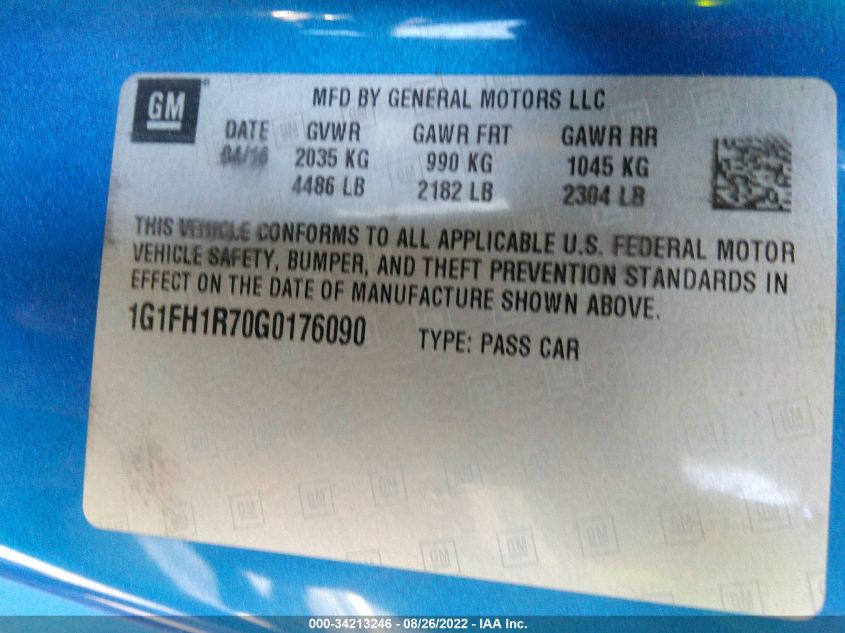 GM
MFD BY GENERAL MOTORS LLC
DATE GVWR GAWR FRT GAWR RR
04/16 2035 KG 990 KG 1045 KG
4486 LB 2182 LB 2304 LB
THIS VEHICLE CONFORMS TO ALL APPLICABLE U.S. FEDERAL MOTOR
VEHICLE SAFETY, BUMPER, AND THEFT PREVENTION STANDARDS IN
EFFECT ON THE DATE OF MANUFACTURE SHOWN ABOVE.
1G1FH1R70G0176090 TYPE: PASS CAR
000-34213246 - 08/26/2022 - IAA Inc.